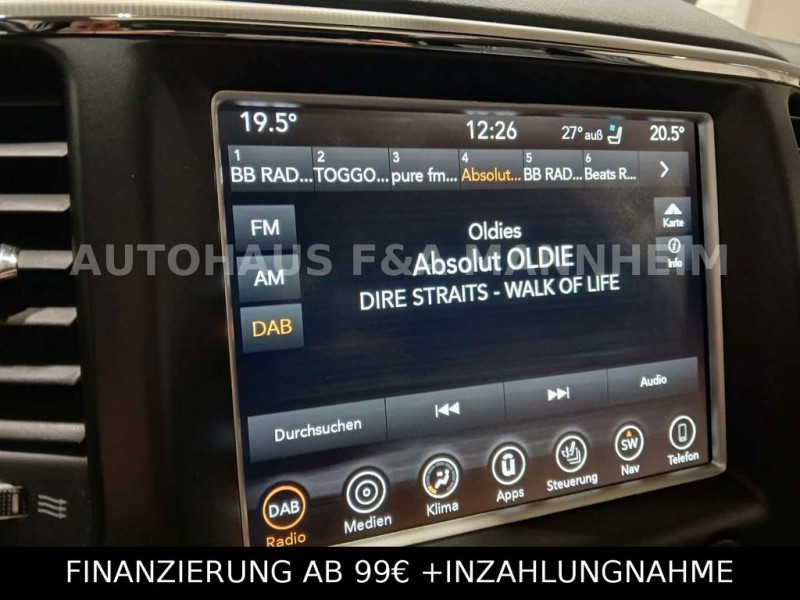 19.5° 12:26 27° auß 20.5°
1 2 3 4 5 6
BB RAD... TOGGO... pure fm... Absolut... BB RAD... Beats R...
FM
Karte
Oldies
Info
AUTOHAUS F&A MANNHEIM
Absolut OLDIE
AM
DIRE STRAITS - WALK OF LIFE
DAB
Durchsuchen
Audio
DAB
Radio
Medien
Klima
Apps
Steuerung
SW
Nav
Telefon
FINANZIERUNG AB 99€ +INZAHLUNGNAHME